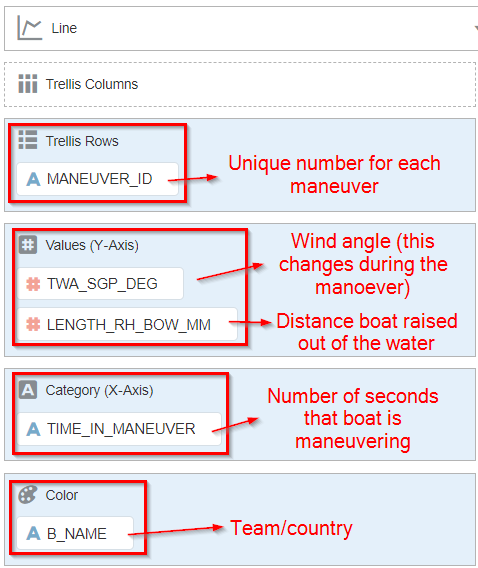 Line
Trellis Columns
Trellis Rows
A MANEUVER_ID
Unique number for each
maneuver
# Values (Y-Axis)
# TWA_SGP_DEG
Wind angle (this
changes during the
manoever)
# LENGTH_RH_BOW_MM
Distance boat raised
out of the water
A Category (X-Axis)
A TIME_IN_MANEUVER
Number of seconds
that boat is
maneuvering
Color
A B_NAME
Team/country